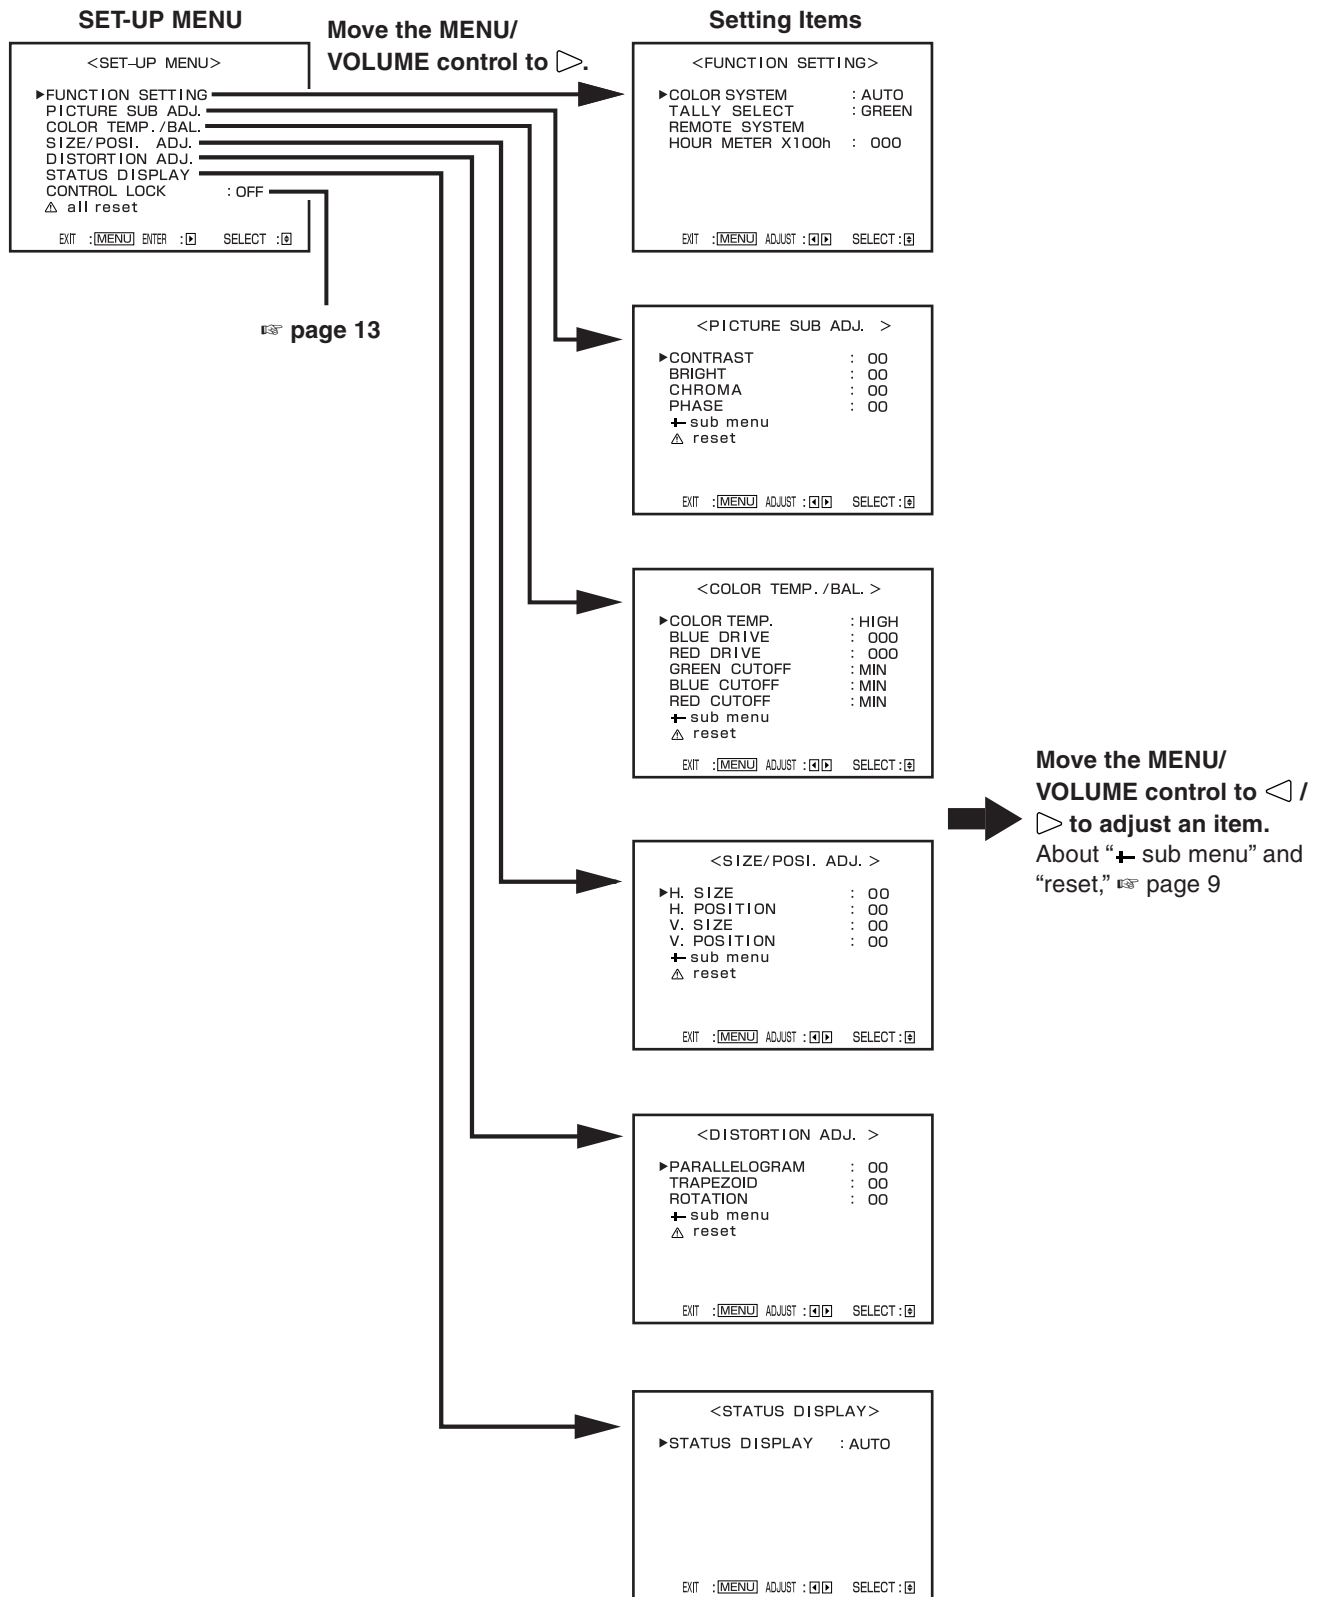 SET-UP MENU
Move the MENU/
VOLUME control to ▷.
Setting Items
<SET–UP MENU>
▶FUNCTION SETTING
PICTURE SUB ADJ.
COLOR TEMP./BAL.
SIZE/POSI. ADJ.
DISTORTION ADJ.
STATUS DISPLAY
CONTROL LOCK : OFF
⚠ all reset
EXIT : MENU ENTER : ▶ SELECT : ♦
☞ page 13
<FUNCTION SETTING>
▶COLOR SYSTEM : AUTO
TALLY SELECT : GREEN
REMOTE SYSTEM
HOUR METER X100h : 000
EXIT : MENU ADJUST : ◀▶ SELECT : ♦
<PICTURE SUB ADJ. >
▶CONTRAST : 00
BRIGHT : 00
CHROMA : 00
PHASE : 00
sub menu
⚠ reset
EXIT : MENU ADJUST : ◀▶ SELECT : ♦
<COLOR TEMP./BAL. >
▶COLOR TEMP. : HIGH
BLUE DRIVE : 000
RED DRIVE : 000
GREEN CUTOFF : MIN
BLUE CUTOFF : MIN
RED CUTOFF : MIN
sub menu
⚠ reset
EXIT : MENU ADJUST : ◀▶ SELECT : ♦
<SIZE/POSI. ADJ. >
▶H. SIZE : 00
H. POSITION : 00
V. SIZE : 00
V. POSITION : 00
sub menu
⚠ reset
EXIT : MENU ADJUST : ◀▶ SELECT : ♦
<DISTORTION ADJ. >
▶PARALLELOGRAM : 00
TRAPEZOID : 00
ROTATION : 00
sub menu
⚠ reset
EXIT : MENU ADJUST : ◀▶ SELECT : ♦
<STATUS DISPLAY>
▶STATUS DISPLAY : AUTO
EXIT : MENU ADJUST : ◀▶ SELECT : ♦
Move the MENU/
VOLUME control to ◁ /
▷ to adjust an item.
About “ sub menu” and
“reset,” ☞ page 9